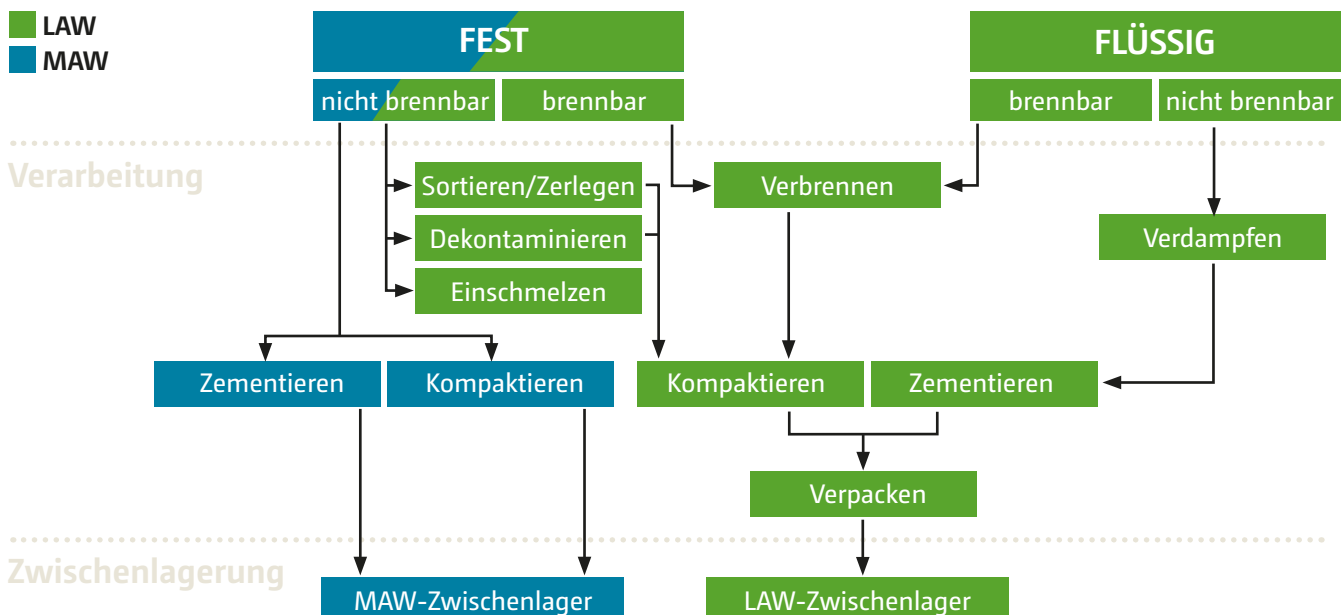 LAW
MAW
FEST
FLÜSSIG
nicht brennbar
brennbar
brennbar
nicht brennbar
Verarbeitung
Sortieren/Zerlegen
Verbrennen
Dekontaminieren
Verdampfen
Einschmelzen
Zementieren
Kompaktieren
Kompaktieren
Zementieren
Verpacken
Zwischenlagerung
MAW-Zwischenlager
LAW-Zwischenlager